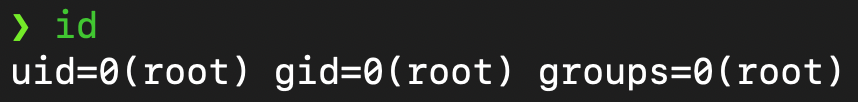 ❯ id
uid=0(root) gid=0(root) groups=0(root)